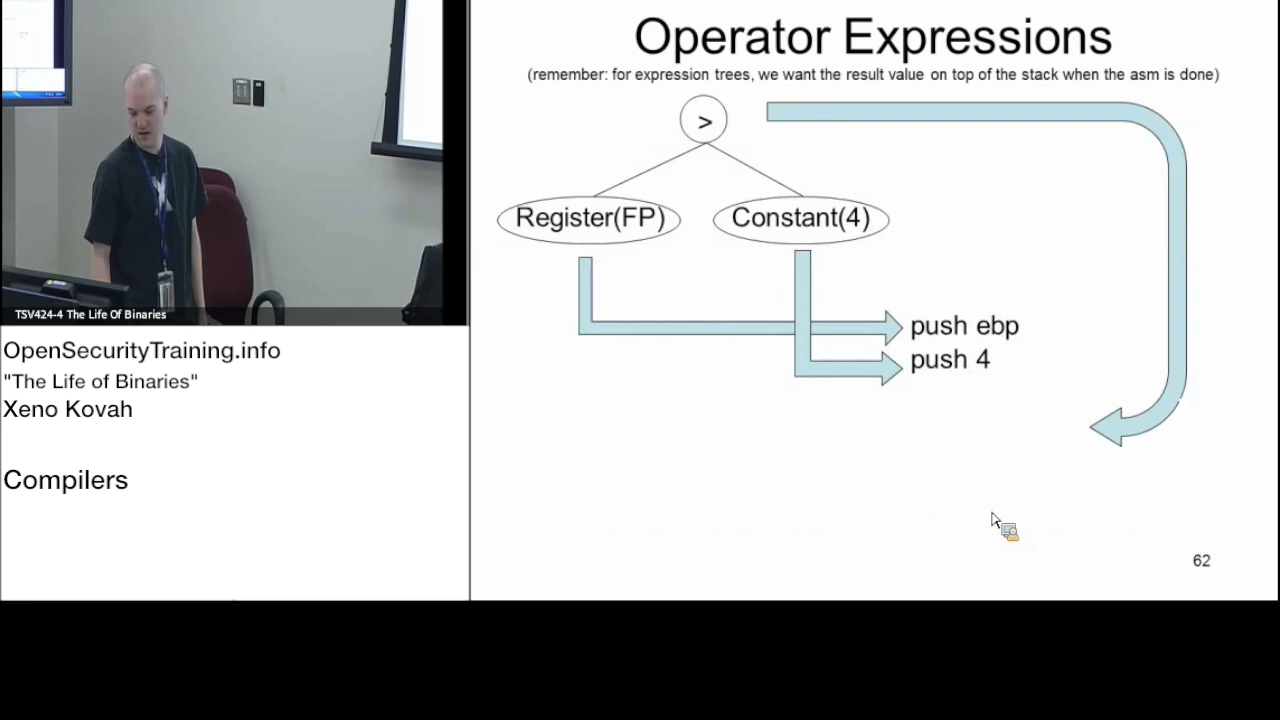 Operator Expressions
(remember: for expression trees, we want the result value on top of the stack when the asm is done)
>
Register(FP)
Constant(4)
push ebp
push 4
62
TSV424-4 The Life Of Binaries
OpenSecurityTraining.info
"The Life of Binaries"
Xeno Kovah
Compilers